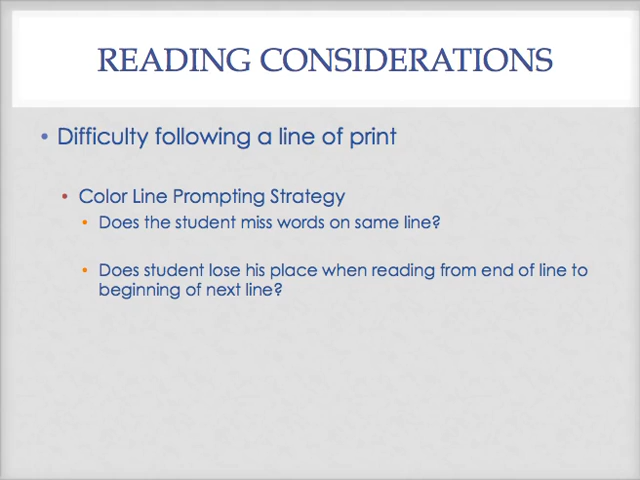 READING CONSIDERATIONS
• Difficulty following a line of print
• Color Line Prompting Strategy
• Does the student miss words on same line?
• Does student lose his place when reading from end of line to
beginning of next line?